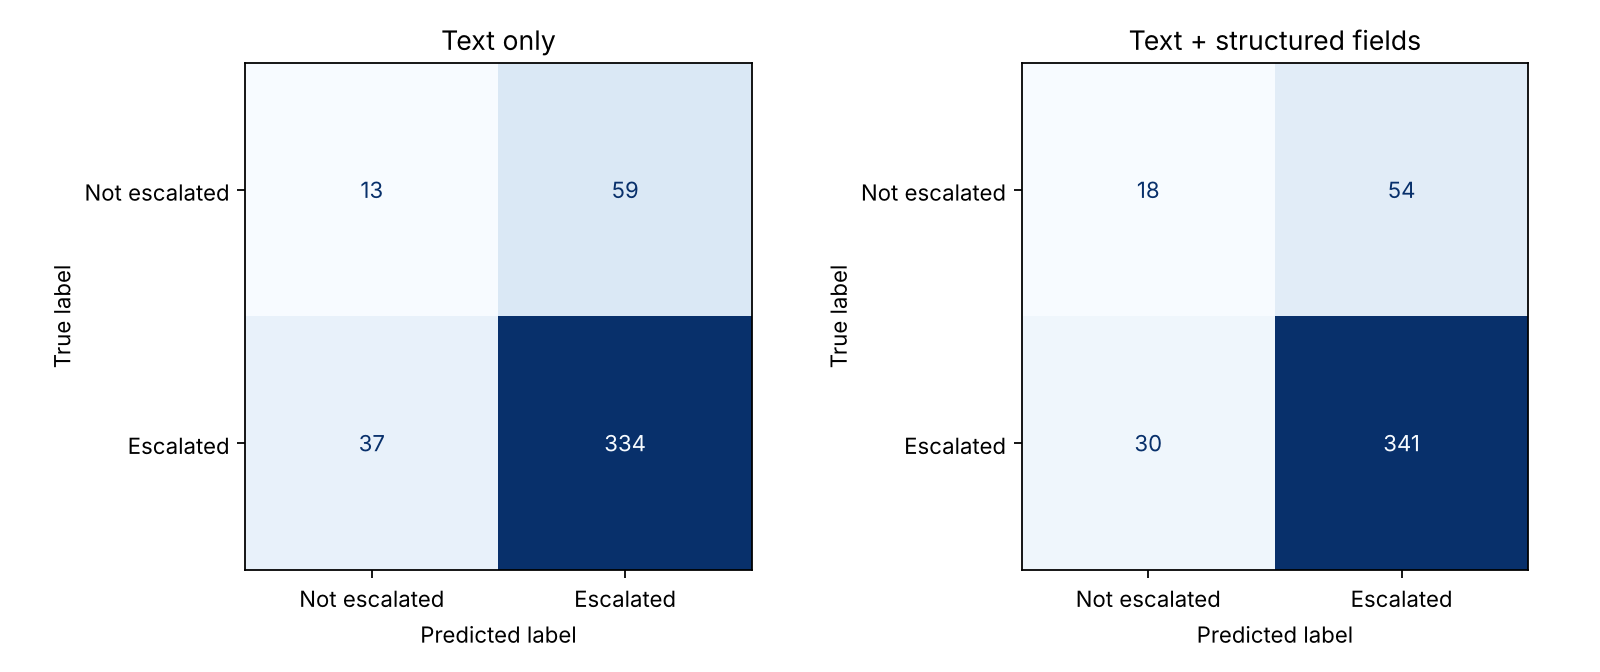 Text only
Not escalated
13
59
True label
Escalated
37
334
Not escalated
Escalated
Predicted label
Text + structured fields
Not escalated
18
54
True label
Escalated
30
341
Not escalated
Escalated
Predicted label